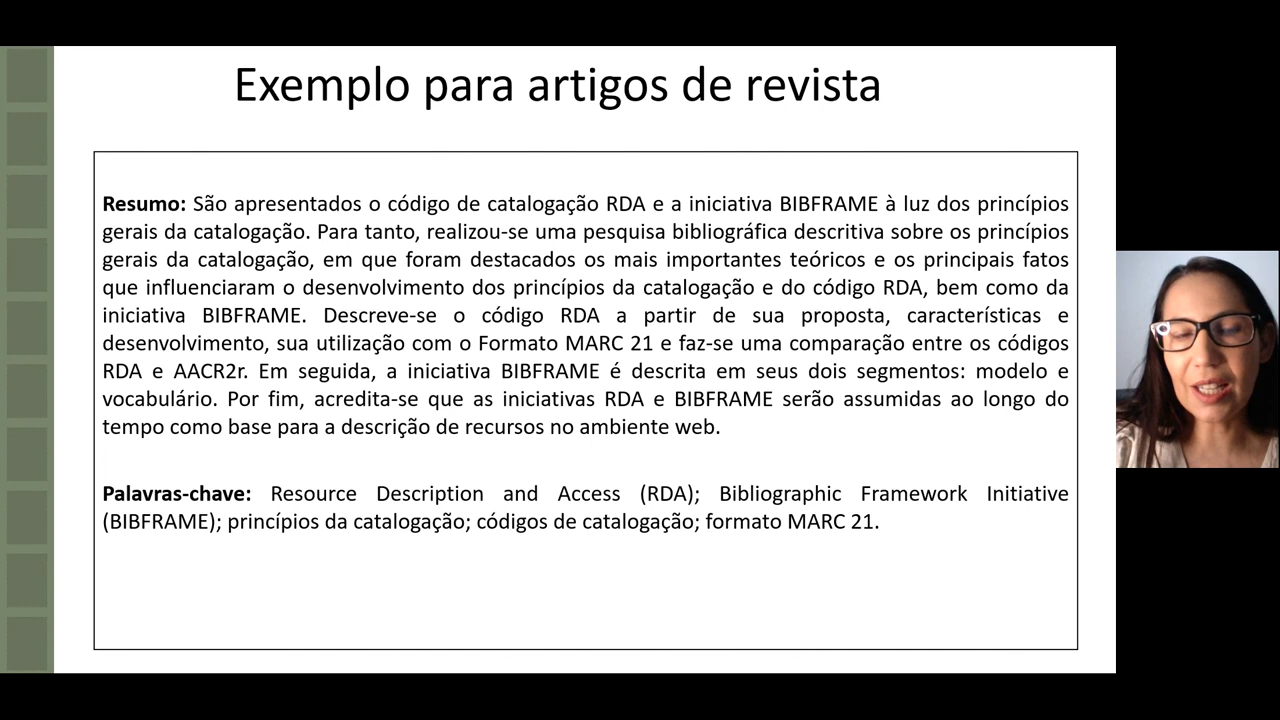 Exemplo para artigos de revista
Resumo: São apresentados o código de catalogação RDA e a iniciativa BIBFRAME à luz dos princípios
gerais da catalogação. Para tanto, realizou-se uma pesquisa bibliográfica descritiva sobre os princípios
gerais da catalogação, em que foram destacados os mais importantes teóricos e os principais fatos
que influenciaram o desenvolvimento dos princípios da catalogação e do código RDA, bem como da
iniciativa BIBFRAME. Descreve-se o código RDA a partir de sua proposta, características e
desenvolvimento, sua utilização com o Formato MARC 21 e faz-se uma comparação entre os códigos
RDA e AACR2r. Em seguida, a iniciativa BIBFRAME é descrita em seus dois segmentos: modelo e
vocabulário. Por fim, acredita-se que as iniciativas RDA e BIBFRAME serão assumidas ao longo do
tempo como base para a descrição de recursos no ambiente web.
Palavras-chave: Resource Description and Access (RDA); Bibliographic Framework Initiative
(BIBFRAME); princípios da catalogação; códigos de catalogação; formato MARC 21.